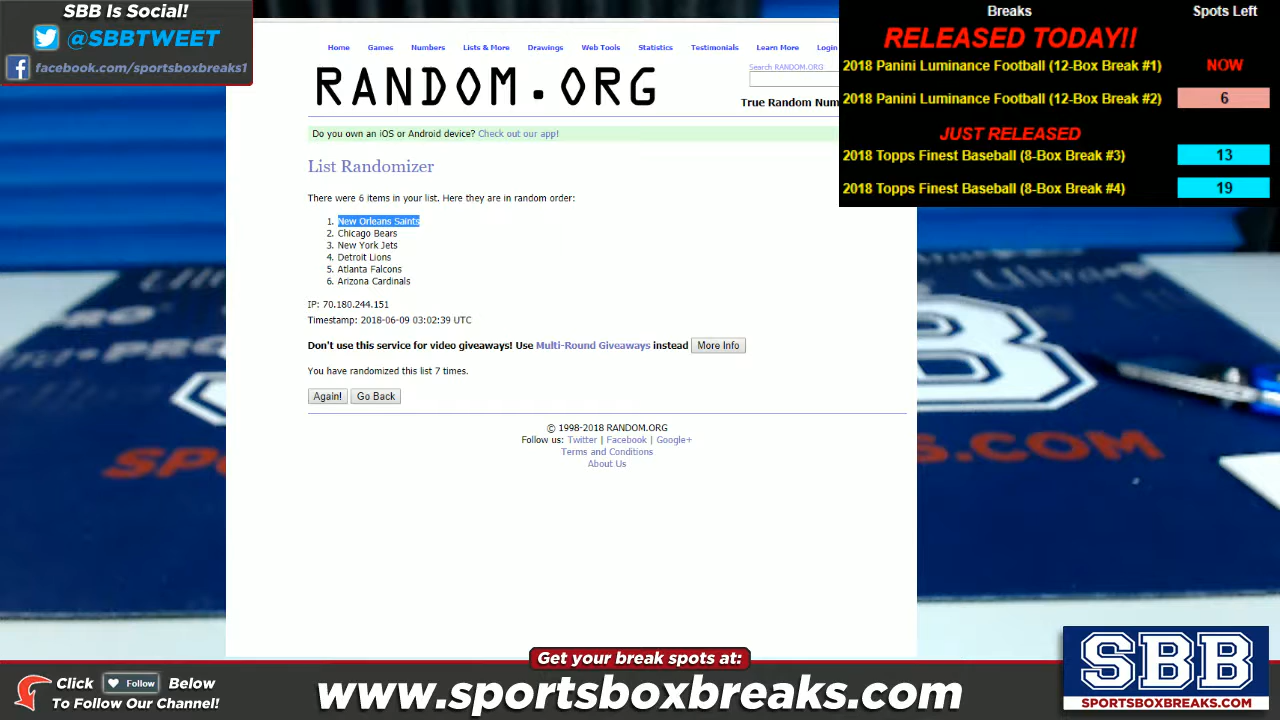 SBB Is Social!
@SBBTWEET
facebook.com/sportsboxbreaks1
Breaks Spots Left
RELEASED TODAY!!
2018 Panini Luminance Football (12-Box Break #1) NOW
2018 Panini Luminance Football (12-Box Break #2) 6
JUST RELEASED
2018 Topps Finest Baseball (8-Box Break #3) 13
2018 Topps Finest Baseball (8-Box Break #4) 19
Home Games Numbers Lists & More Drawings Web Tools Statistics Testimonials Learn More Login
RANDOM.ORG
Search RANDOM.ORG
True Random Num
Do you own an iOS or Android device? Check out our app!
List Randomizer
There were 6 items in your list. Here they are in random order:
1. New Orleans Saints
2. Chicago Bears
3. New York Jets
4. Detroit Lions
5. Atlanta Falcons
6. Arizona Cardinals
IP: 70.180.244.151
Timestamp: 2018-06-09 03:02:39 UTC
Don't use this service for video giveaways! Use Multi-Round Giveaways instead More Info
You have randomized this list 7 times.
Again! Go Back
© 1998-2018 RANDOM.ORG
Follow us: Twitter | Facebook | Google+
Terms and Conditions
About Us
Get your break spots at:
www.sportsboxbreaks.com
Click Follow Below
To Follow Our Channel!
SBB
SPORTSBOXBREAKS.COM